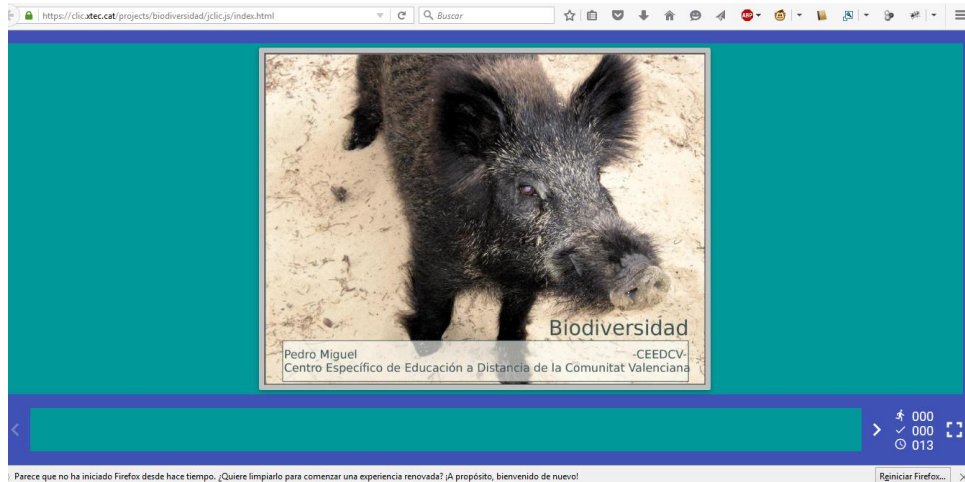 https://clic.xtec.cat/projects/biodiversidad/jclic.js/index.html
Buscar
ABP
Biodiversidad
Pedro Miguel -CEEDCV-
Centro Específico de Educación a Distancia de la Comunitat Valenciana
000
000
013
Parece que no ha iniciado Firefox desde hace tiempo. ¿Quiere limpiarlo para comenzar una experiencia renovada? ¡A propósito, bienvenido de nuevo!
Reiniciar Firefox...